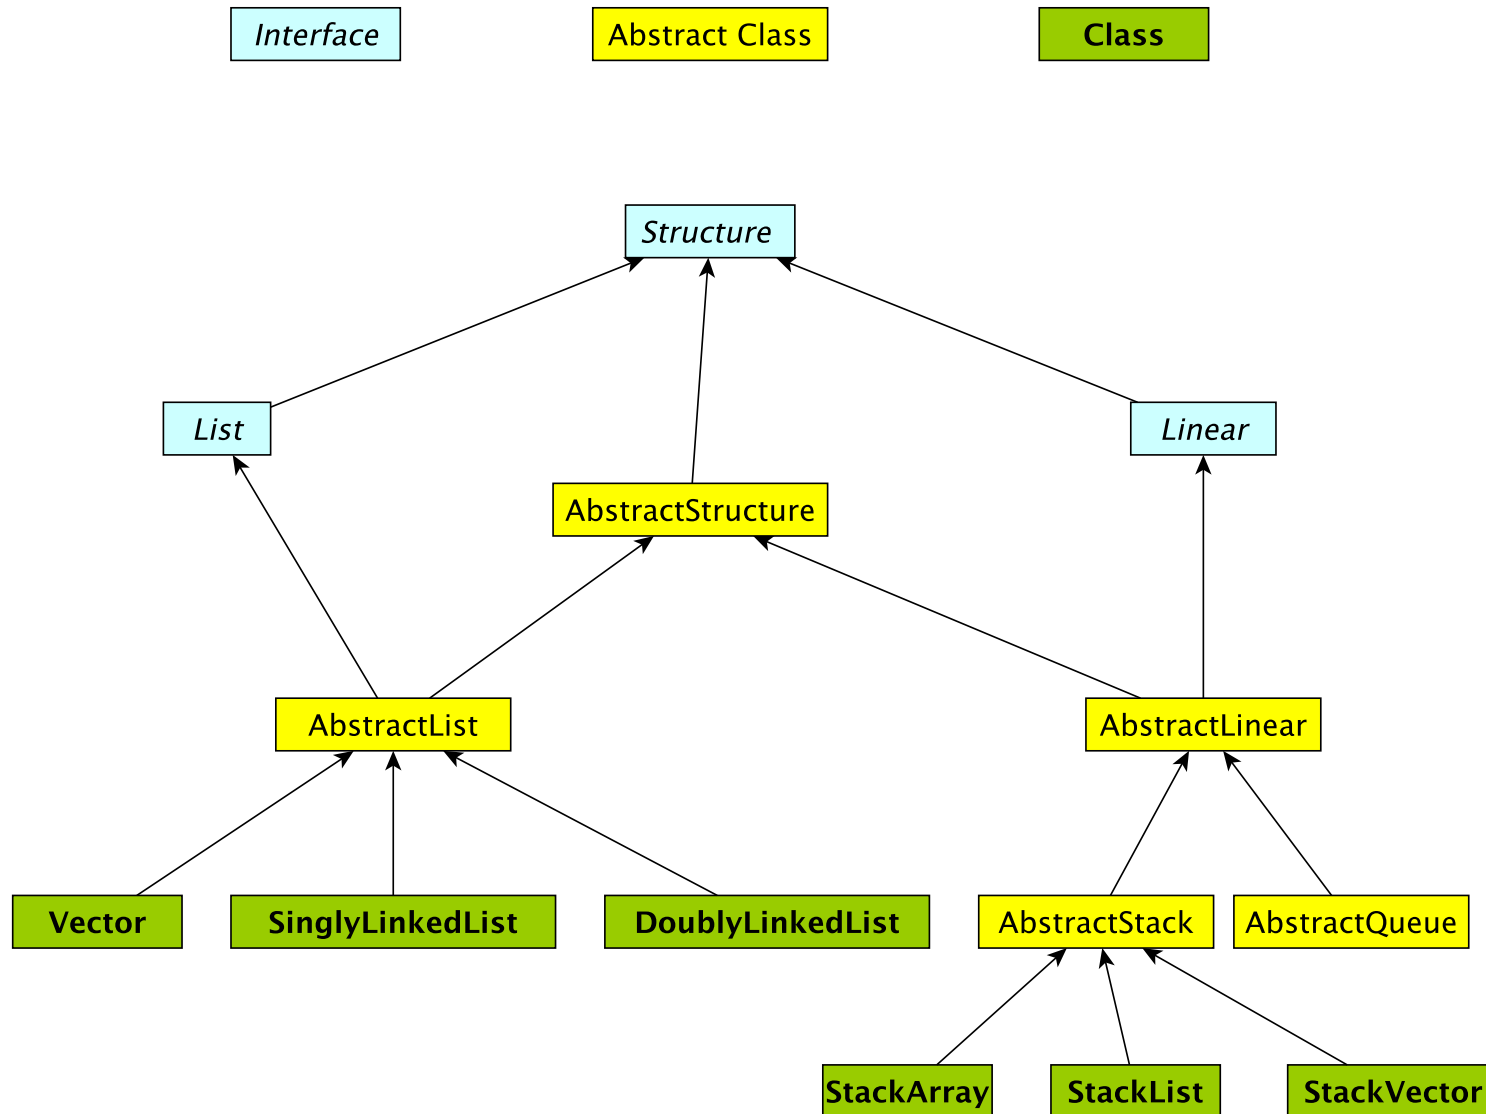 Interface
Abstract Class
Class
Structure
List
Linear
AbstractStructure
AbstractList
AbstractLinear
Vector
SinglyLinkedList
DoublyLinkedList
AbstractStack
AbstractQueue
StackArray
StackList
StackVector